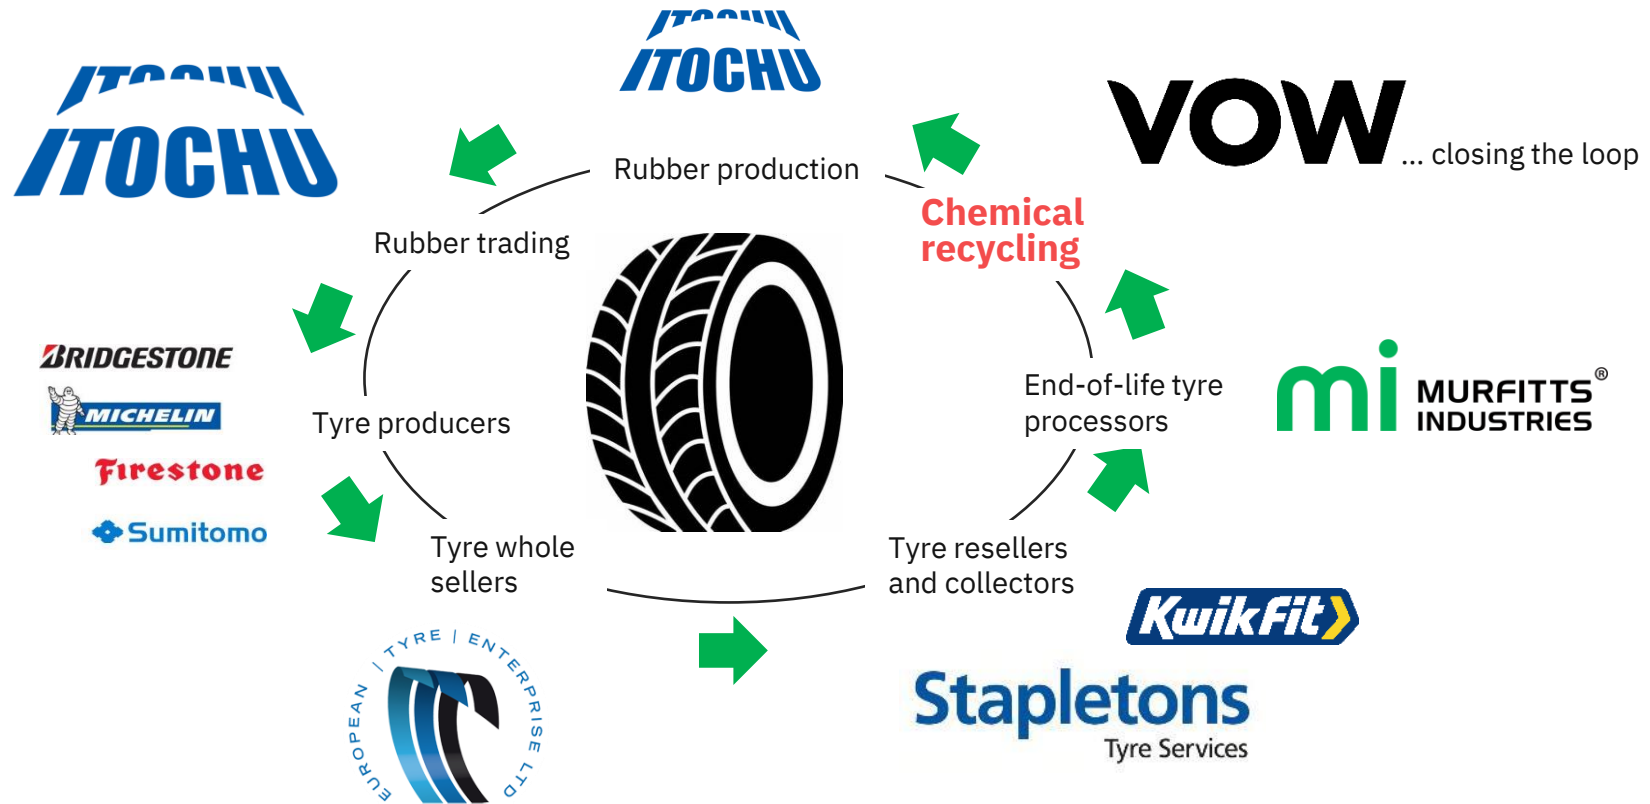 ITOCHU
ITOCHU
ITOCHU
ITOCHU
VOW
... closing the loop
Rubber production
Chemical
recycling
Rubber trading
BRIDGESTONE
MICHELIN
Firestone
Sumitomo
Tyre producers
End-of-life tyre
processors
mi MURFITTS®
INDUSTRIES
Tyre whole
sellers
Tyre resellers
and collectors
KwikFit
EUROPEAN | TYRE | ENTERPRISE LTD
Stapletons
Tyre Services